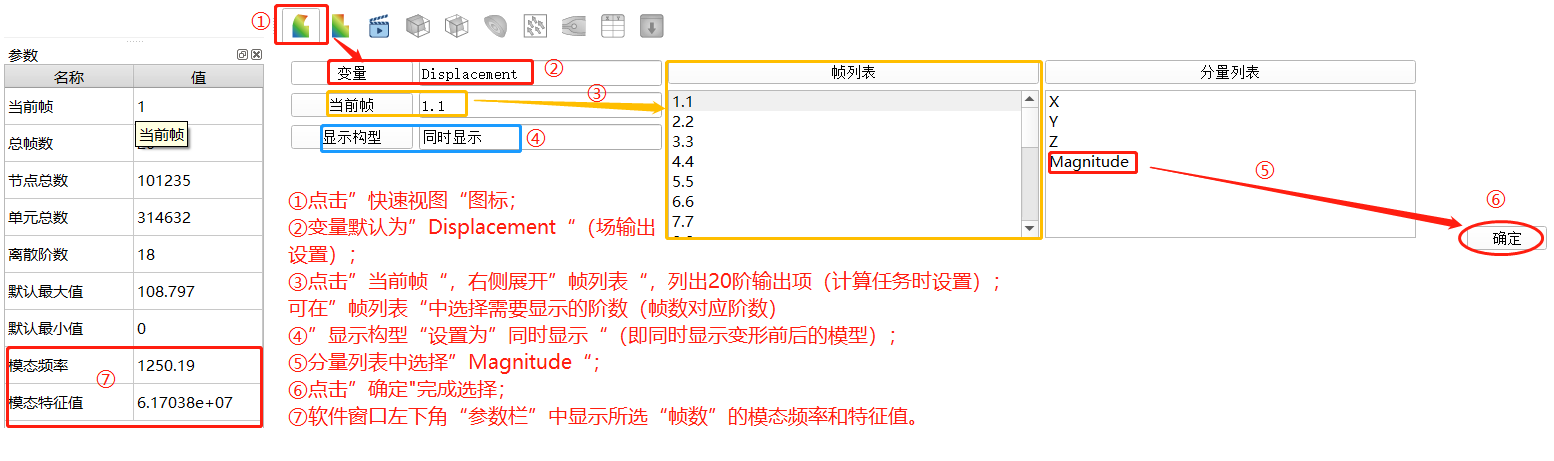 ①
参数
名称 值
当前帧 1
当前帧
总帧数
节点总数 101235
单元总数 314632
离散阶数 18
默认最大值 108.797
默认最小值 0
模态频率 1250.19
⑦
模态特征值 6.17038e+07
变量 Displacement ②
当前帧 1.1 ③
显示构型 同时显示 ④
帧列表
1.1
2.2
3.3
4.4
5.5
6.6
7.7
分量列表
X
Y
Z
Magnitude
⑤
⑥
确定
①点击”快速视图“图标;
②变量默认为”Displacement“（场输出
设置）;
③点击”当前帧“，右侧展开”帧列表“，列出20阶输出项（计算任务时设置）;
可在”帧列表“中选择需要显示的阶数（帧数对应阶数）
④”显示构型“设置为”同时显示“（即同时显示变形前后的模型）;
⑤分量列表中选择”Magnitude“;
⑥点击”确定"完成选择;
⑦软件窗口左下角“参数栏”中显示所选“帧数”的模态频率和特征值。